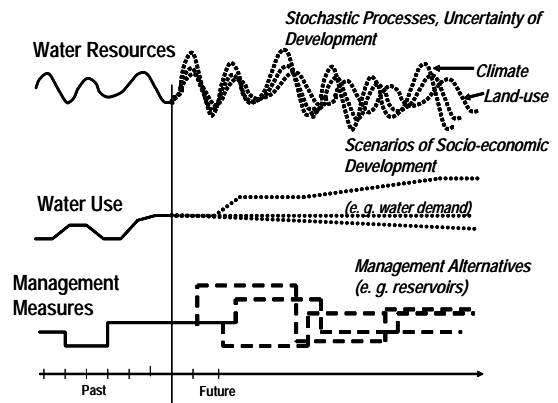 Stochastic Processes, Uncertainty of
Development
Water Resources
Climate
Land-use
Scenarios of Socio-economic
Development
Water Use
(e. g. water demand)
Management
Measures
Management Alternatives
(e. g. reservoirs)
Past
Future